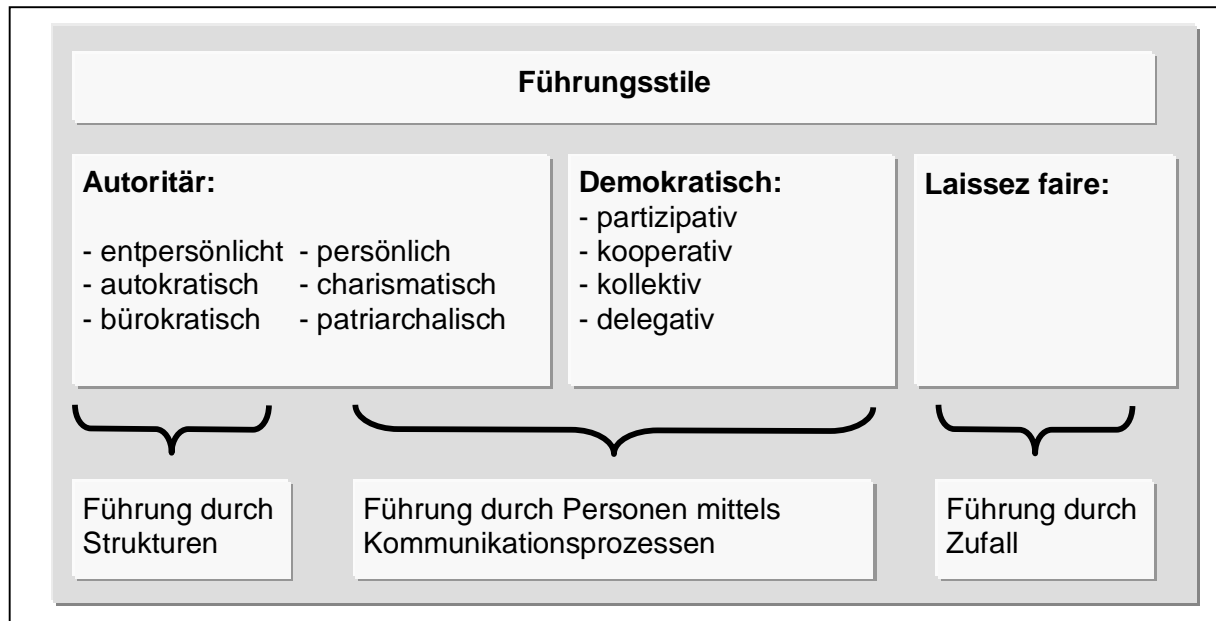 Führungsstile
Autoritär:
- entpersönlicht - persönlich
- autokratisch - charismatisch
- bürokratisch - patriarchalisch
Demokratisch:
- partizipativ
- kooperativ
- kollektiv
- delegativ
Laissez faire:
Führung durch
Strukturen
Führung durch Personen mittels
Kommunikationsprozessen
Führung durch
Zufall